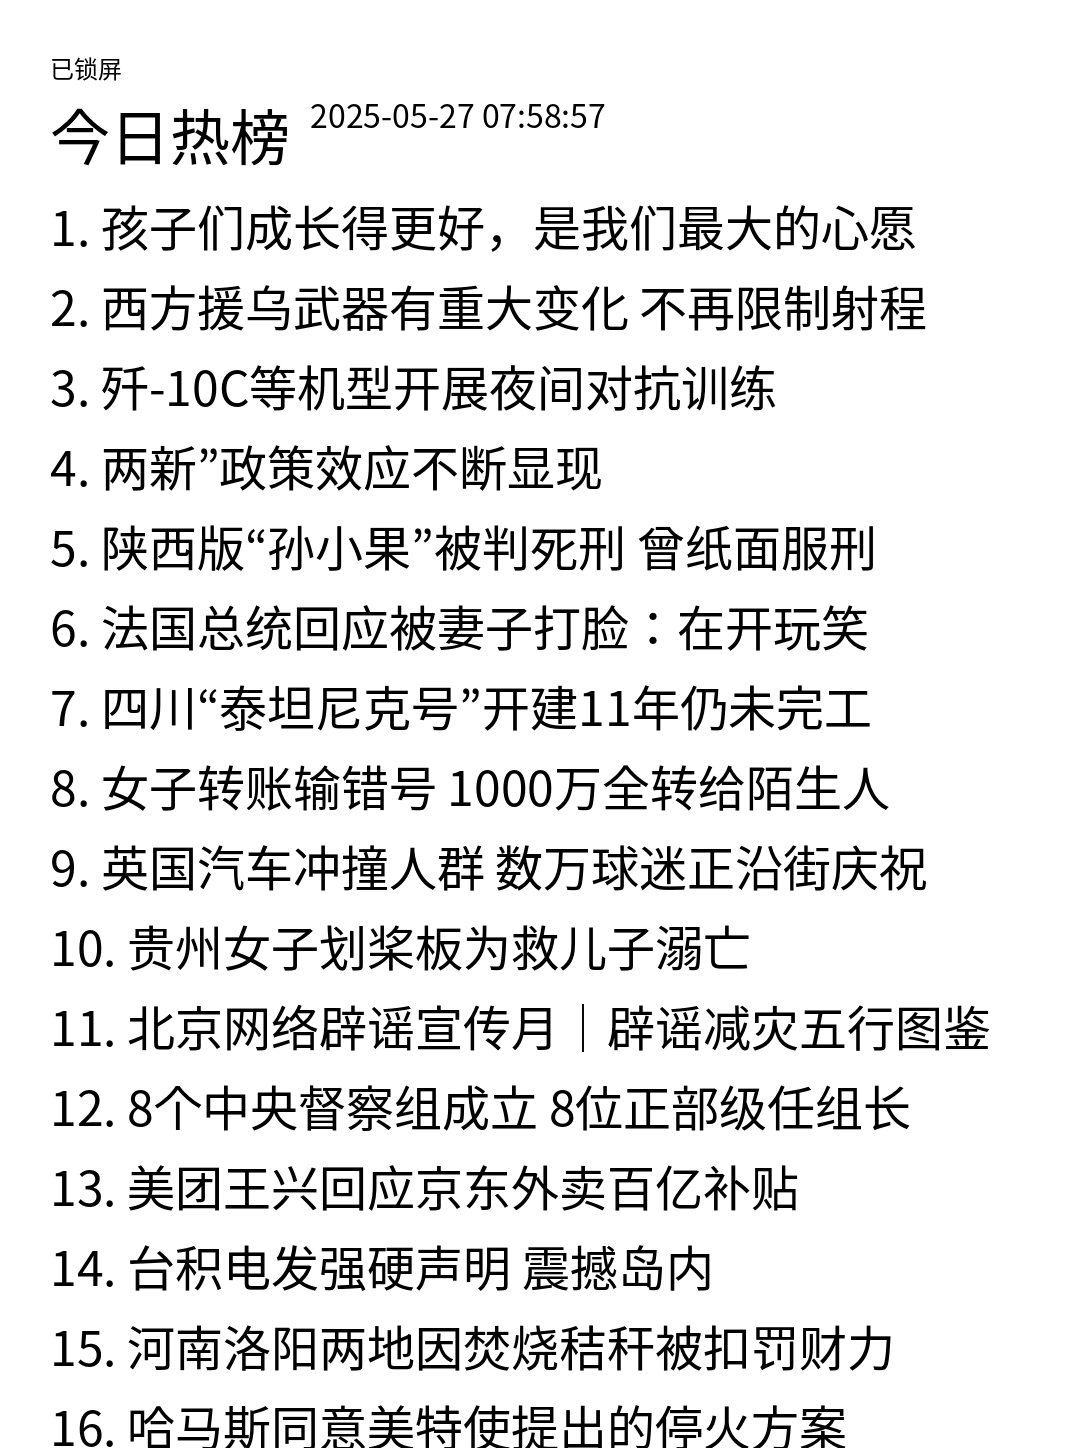 已锁屏
今日热榜 2025-05-27 07:58:57
1. 孩子们成长得更好，是我们最大的心愿
2. 西方援乌武器有重大变化 不再限制射程
3. 歼-10C等机型开展夜间对抗训练
4. 两新”政策效应不断显现
5. 陕西版“孙小果”被判死刑 曾纸面服刑
6. 法国总统回应被妻子打脸：在开玩笑
7. 四川“泰坦尼克号”开建11年仍未完工
8. 女子转账输错号 1000万全转给陌生人
9. 英国汽车冲撞人群 数万球迷正沿街庆祝
10. 贵州女子划桨板为救儿子溺亡
11. 北京网络辟谣宣传月｜辟谣减灾五行图鉴
12. 8个中央督察组成立 8位正部级任组长
13. 美团王兴回应京东外卖百亿补贴
14. 台积电发强硬声明 震撼岛内
15. 河南洛阳两地因焚烧秸秆被扣罚财力
16. 哈马斯同意美特使提出的停火方案